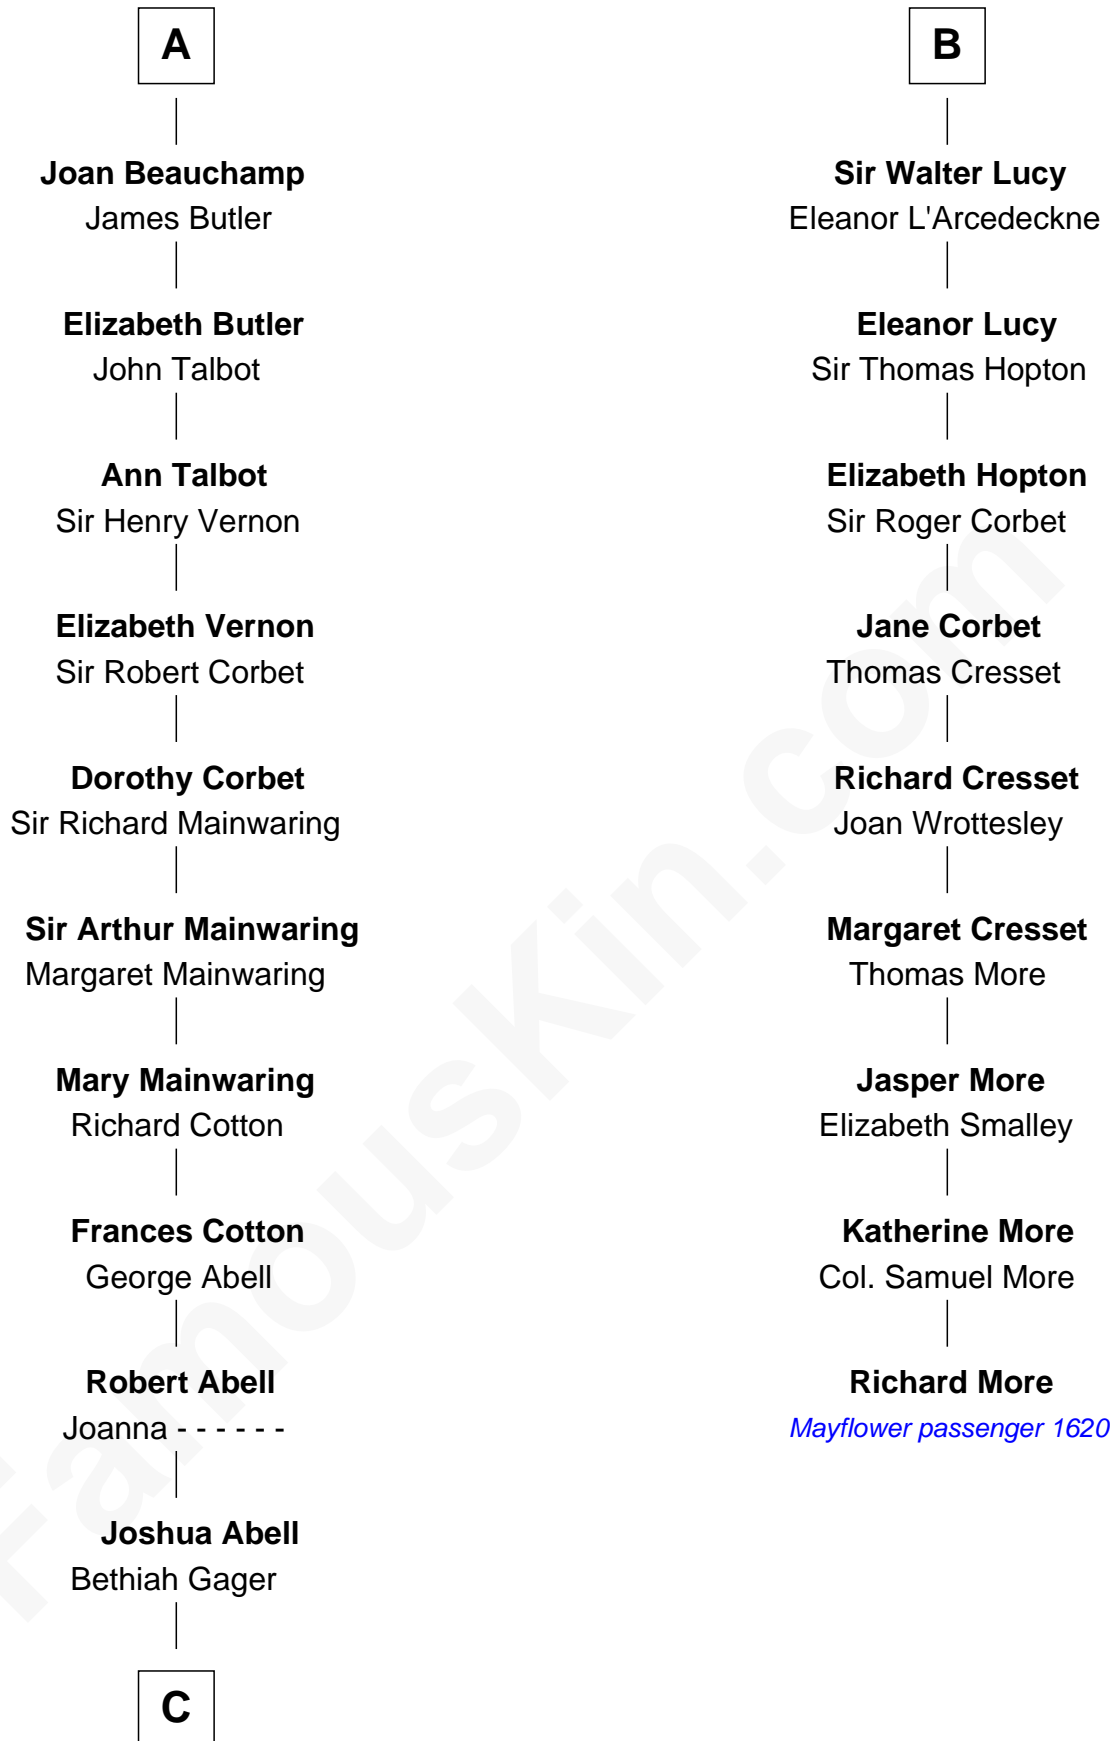 A
Joan Beauchamp
James Butler
Elizabeth Butler
John Talbot
Ann Talbot
Sir Henry Vernon
Elizabeth Vernon
Sir Robert Corbet
Dorothy Corbet
Sir Richard Mainwaring
Sir Arthur Mainwaring
Margaret Mainwaring
Mary Mainwaring
Richard Cotton
Frances Cotton
George Abell
Robert Abell
Joanna - - - - - -
Joshua Abell
Bethiah Gager
C
B
Sir Walter Lucy
Eleanor L'Arcedeckne
Eleanor Lucy
Sir Thomas Hopton
Elizabeth Hopton
Sir Roger Corbet
Jane Corbet
Thomas Cresset
Richard Cresset
Joan Wrottesley
Margaret Cresset
Thomas More
Jasper More
Elizabeth Smalley
Katherine More
Col. Samuel More
Richard More
Mayflower passenger 1620
FamousKin.com